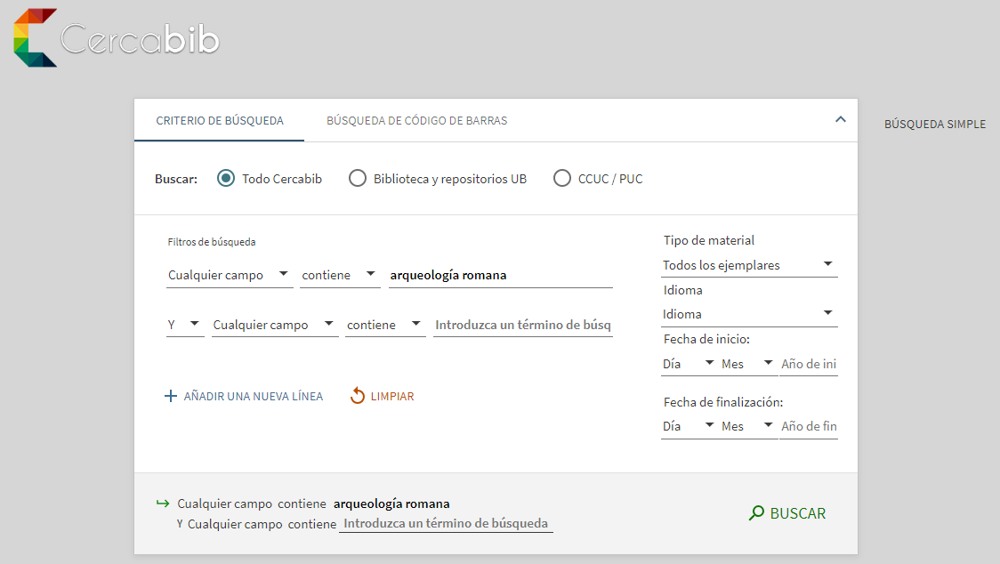 Cercabib
CRITERIO DE BÚSQUEDA BÚSQUEDA DE CÓDIGO DE BARRAS
BÚSQUEDA SIMPLE
Buscar: Todo Cercabib Biblioteca y repositorios UB CCUC / PUC
Filtros de búsqueda
Cualquier campo contiene arqueología romana
Y Cualquier campo contiene Introduzca un término de búsq
AÑADIR UNA NUEVA LÍNEA LIMPIAR
Tipo de material
Todos los ejemplares
Idioma
Idioma
Fecha de inicio:
Día Mes Año de ini
Fecha de finalización:
Día Mes Año de fin
Cualquier campo contiene arqueología romana
Y Cualquier campo contiene Introduzca un término de búsqueda
BUSCAR